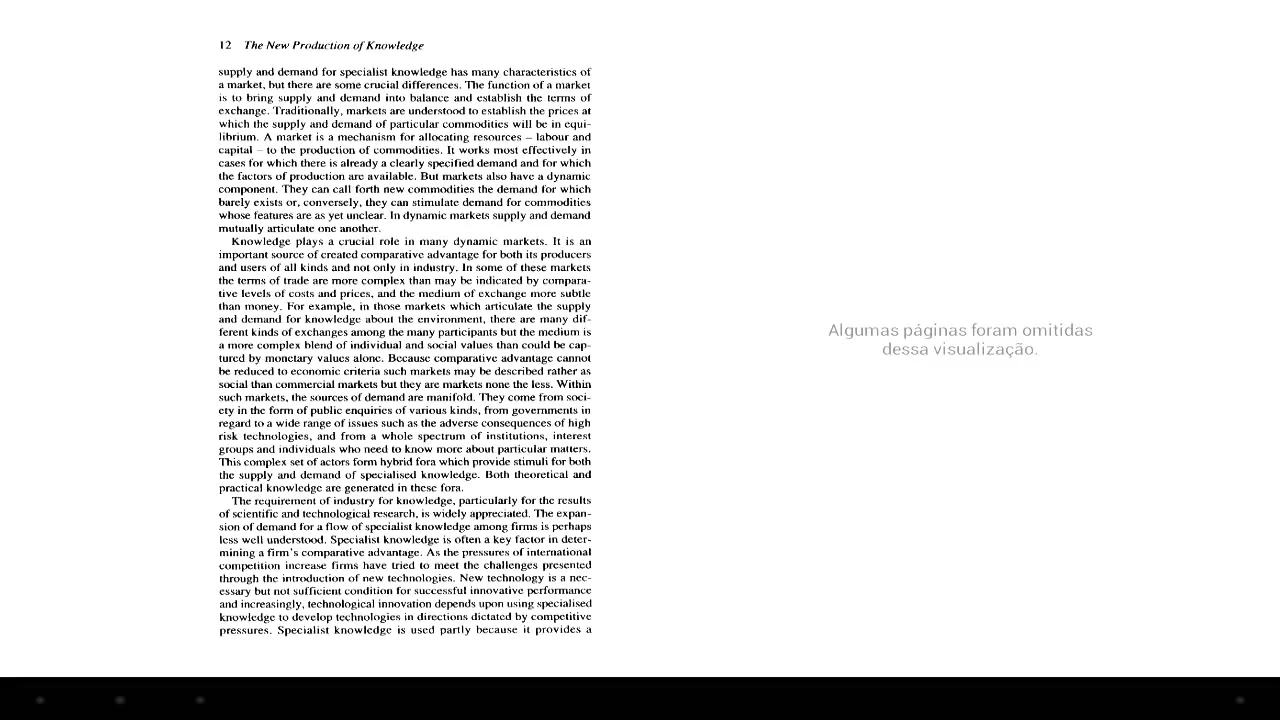 12 The New Production of Knowledge
supply and demand for specialist knowledge has many characteristics of
a market, but there are some crucial differences. The function of a market
is to bring supply and demand into balance and establish the terms of
exchange. Traditionally, markets are understood to establish the prices at
which the supply and demand of particular commodities will be in equi-
librium. A market is a mechanism for allocating resources – labour and
capital – to the production of commodities. It works most effectively in
cases for which there is already a clearly specified demand and for which
the factors of production are available. But markets also have a dynamic
component. They can call forth new commodities the demand for which
barely exists or, conversely, they can stimulate demand for commodities
whose features are as yet unclear. In dynamic markets supply and demand
mutually articulate one another.
Knowledge plays a crucial role in many dynamic markets. It is an
important source of created comparative advantage for both its producers
and users of all kinds and not only in industry. In some of these markets
the terms of trade are more complex than may be indicated by compara-
tive levels of costs and prices, and the medium of exchange more subtle
than money. For example, in those markets which articulate the supply
and demand for knowledge about the environment, there are many dif-
ferent kinds of exchanges among the many participants but the medium is
a more complex blend of individual and social values than could be cap-
tured by monetary values alone. Because comparative advantage cannot
be reduced to economic criteria such markets may be described rather as
social than commercial markets but they are markets none the less. Within
such markets, the sources of demand are manifold. They come from soci-
ety in the form of public enquiries of various kinds, from governments in
regard to a wide range of issues such as the adverse consequences of high
risk technologies, and from a whole spectrum of institutions, interest
groups and individuals who need to know more about particular matters.
This complex set of actors form hybrid fora which provide stimuli for both
the supply and demand of specialised knowledge. Both theoretical and
practical knowledge are generated in these fora.
The requirement of industry for knowledge, particularly for the results
of scientific and technological research, is widely appreciated. The expan-
sion of demand for a flow of specialist knowledge among firms is perhaps
less well understood. Specialist knowledge is often a key factor in deter-
mining a firm's comparative advantage. As the pressures of international
competition increase firms have tried to meet the challenges presented
through the introduction of new technologies. New technology is a nec-
essary but not sufficient condition for successful innovative performance
and increasingly, technological innovation depends upon using specialised
knowledge to develop technologies in directions dictated by competitive
pressures. Specialist knowledge is used partly because it provides a
Algumas páginas foram omitidas
dessa visualização.